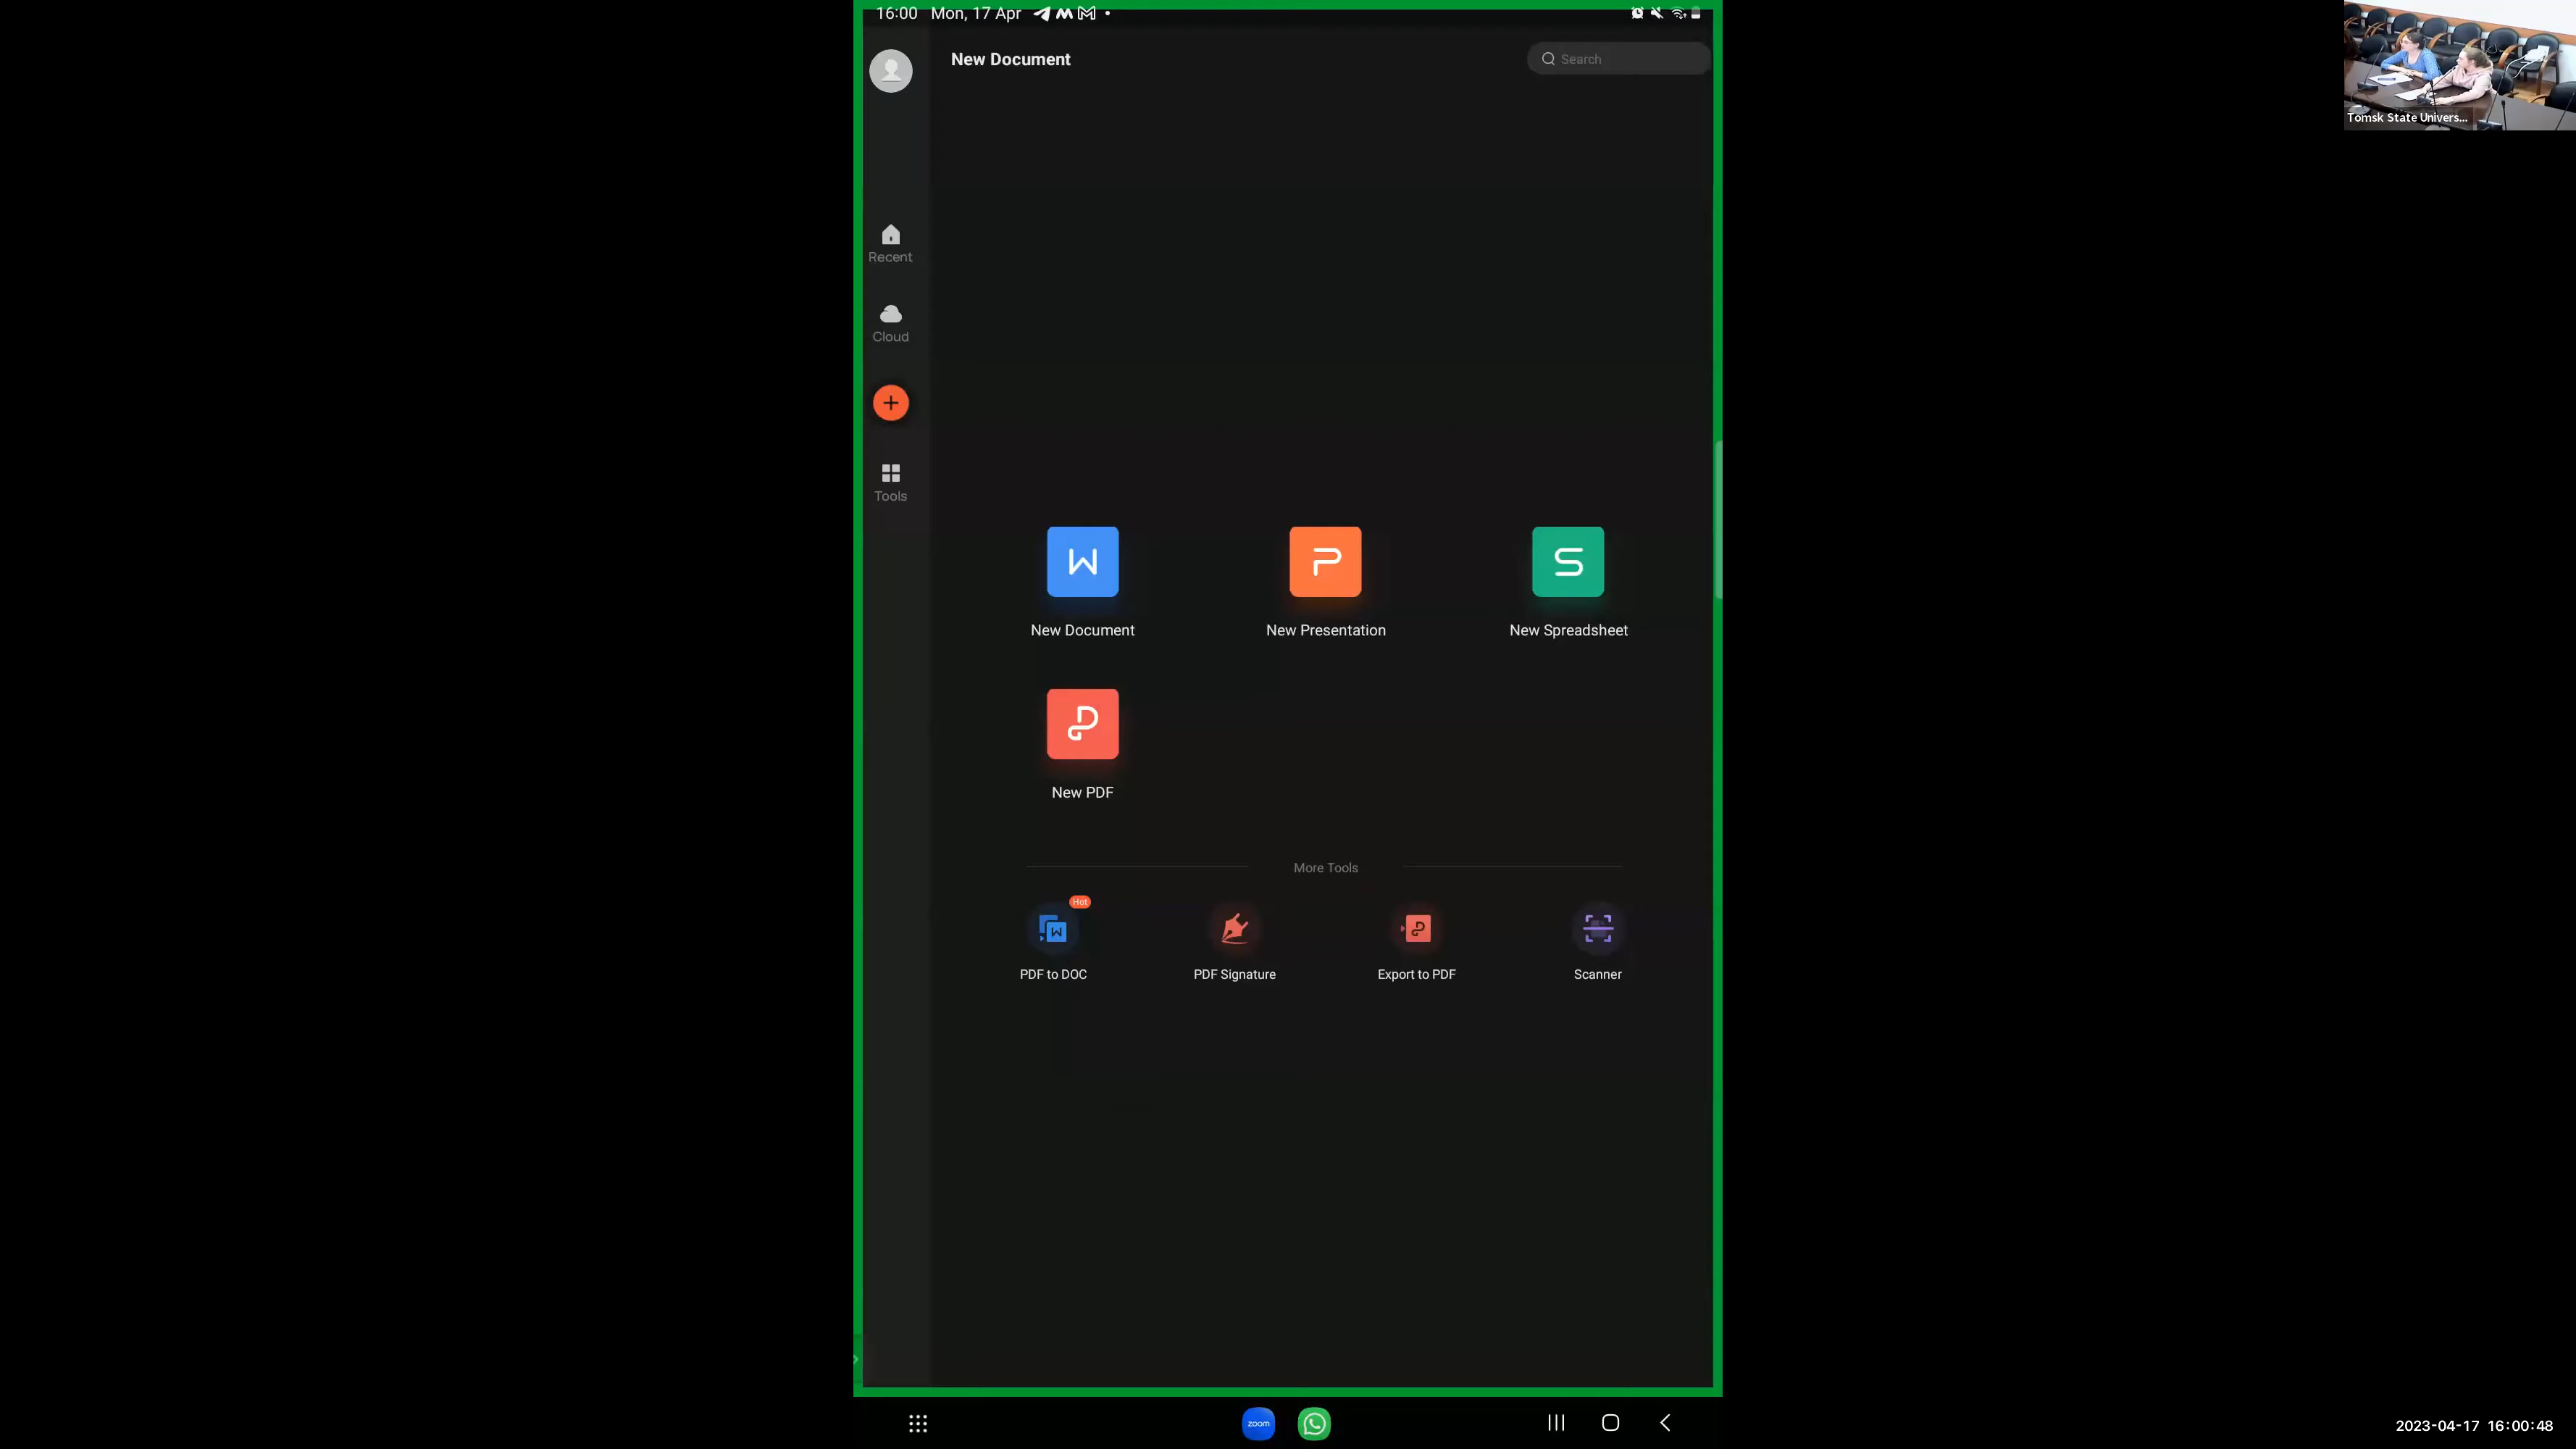 16:00 Mon, 17 Apr
New Document
Search
Tomsk State Univers...
Recent
Cloud
Tools
W
P
S
New Document
New Presentation
New Spreadsheet
New PDF
More Tools
Hot
W
PDF to DOC
PDF Signature
Export to PDF
Scanner
zoom
2023-04-17 16:00:48